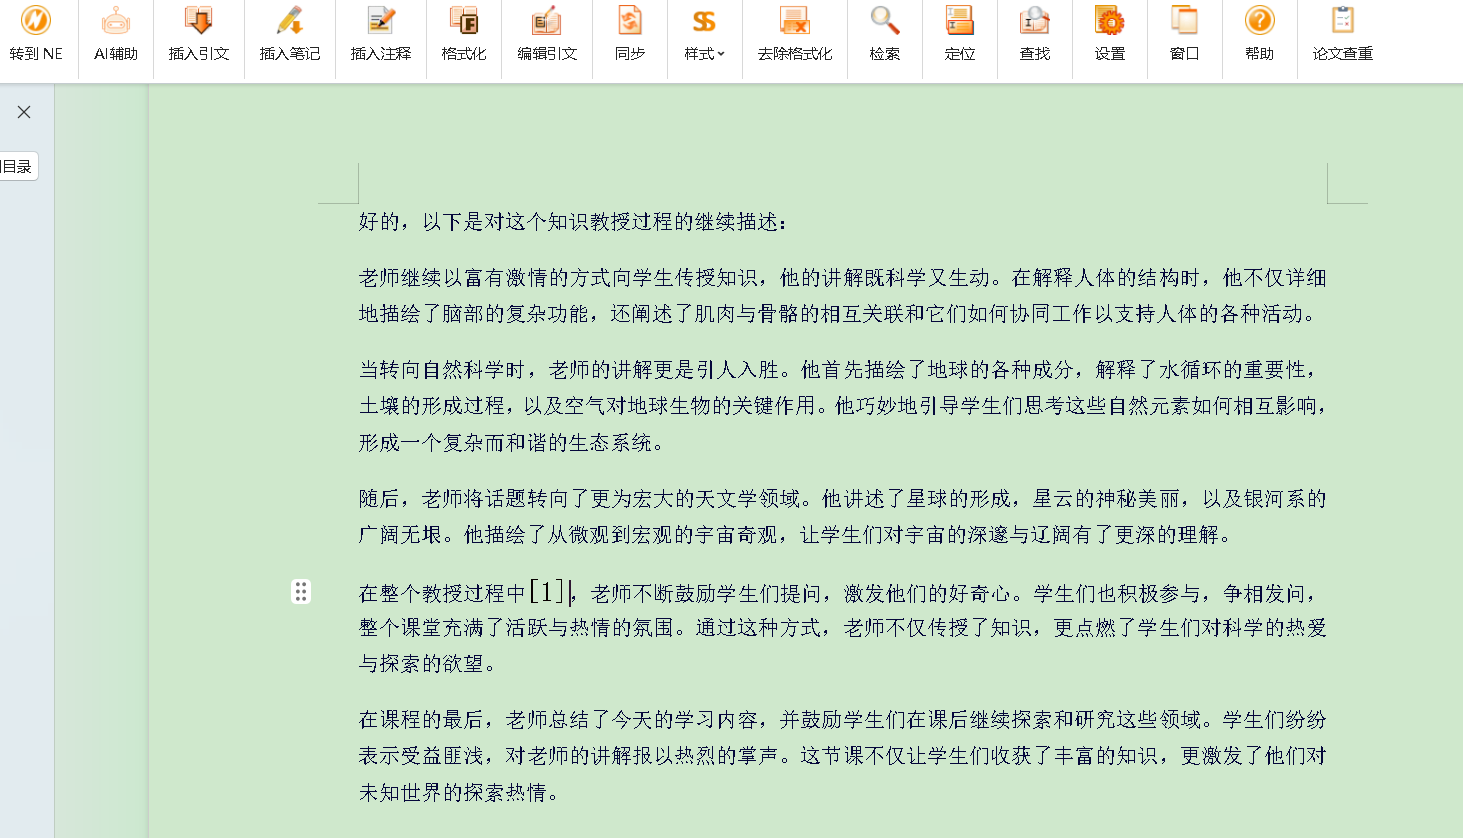 转到 NE AI辅助 插入引文 插入笔记 插入注释 格式化 编辑引文 同步 样式 去除格式化 检索 定位 查找 设置 窗口 帮助 论文查重
目录
好的，以下是对这个知识教授过程的继续描述：
老师继续以富有激情的方式向学生传授知识，他的讲解既科学又生动。在解释人体的结构时，他不仅详细
地描绘了脑部的复杂功能，还阐述了肌肉与骨骼的相互关联和它们如何协同工作以支持人体的各种活动。
当转向自然科学时，老师的讲解更是引人入胜。他首先描绘了地球的各种成分，解释了水循环的重要性，
土壤的形成过程，以及空气对地球生物的关键作用。他巧妙地引导学生们思考这些自然元素如何相互影响，
形成一个复杂而和谐的生态系统。
随后，老师将话题转向了更为宏大的天文学领域。他讲述了星球的形成，星云的神秘美丽，以及银河系的
广阔无垠。他描绘了从微观到宏观的宇宙奇观，让学生们对宇宙的深邃与辽阔有了更深的理解。
在整个教授过程中[1]，老师不断鼓励学生们提问，激发他们的好奇心。学生们也积极参与，争相发问，
整个课堂充满了活跃与热情的氛围。通过这种方式，老师不仅传授了知识，更点燃了学生们对科学的热爱
与探索的欲望。
在课程的最后，老师总结了今天的学习内容，并鼓励学生们在课后继续探索和研究这些领域。学生们纷纷
表示受益匪浅，对老师的讲解报以热烈的掌声。这节课不仅让学生们收获了丰富的知识，更激发了他们对
未知世界的探索热情。